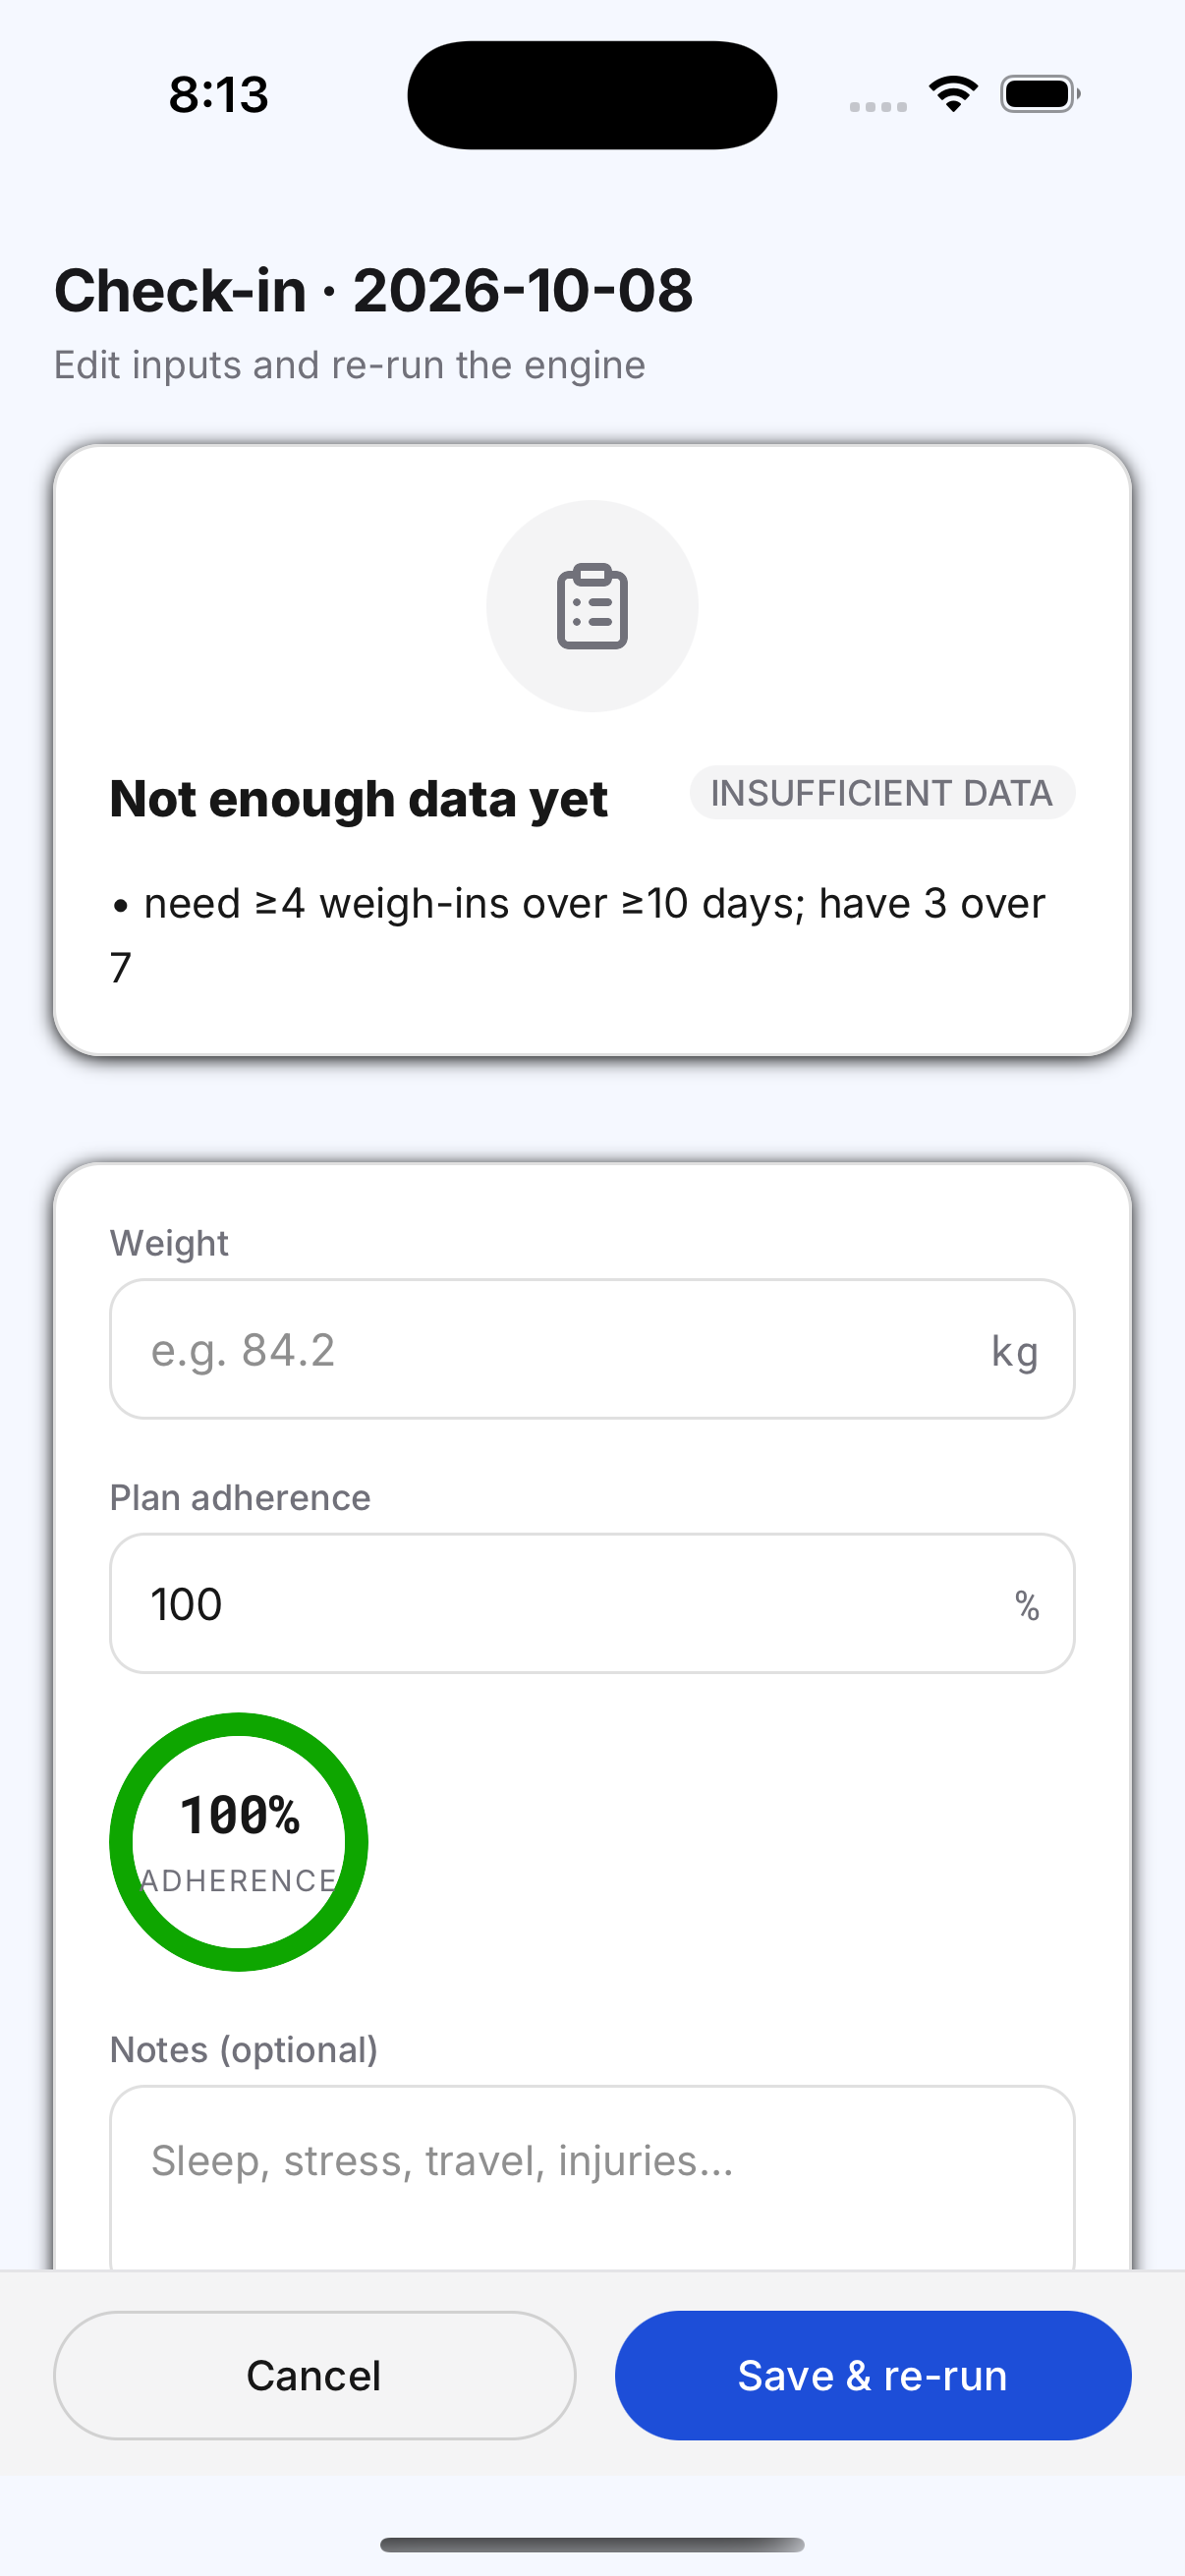 8:13
Check-in · 2026-10-08
Edit inputs and re-run the engine
Not enough data yet
INSUFFICIENT DATA
• need ≥4 weigh-ins over ≥10 days; have 3 over
7
Weight
e.g. 84.2
kg
Plan adherence
100
%
100%
ADHERENCE
Notes (optional)
Sleep, stress, travel, injuries...
Cancel
Save & re-run